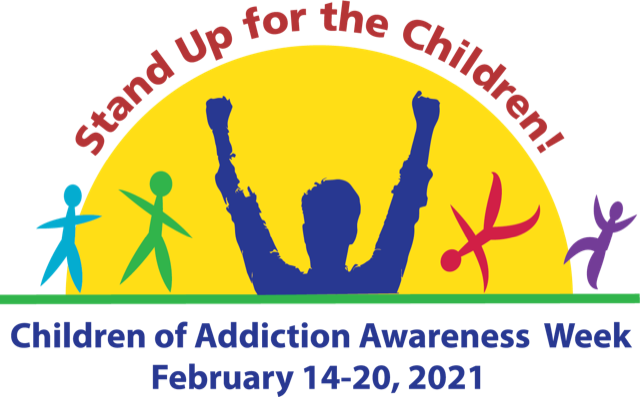 Stand Up for the Children!
Children of Addiction Awareness Week
February 14-20, 2021